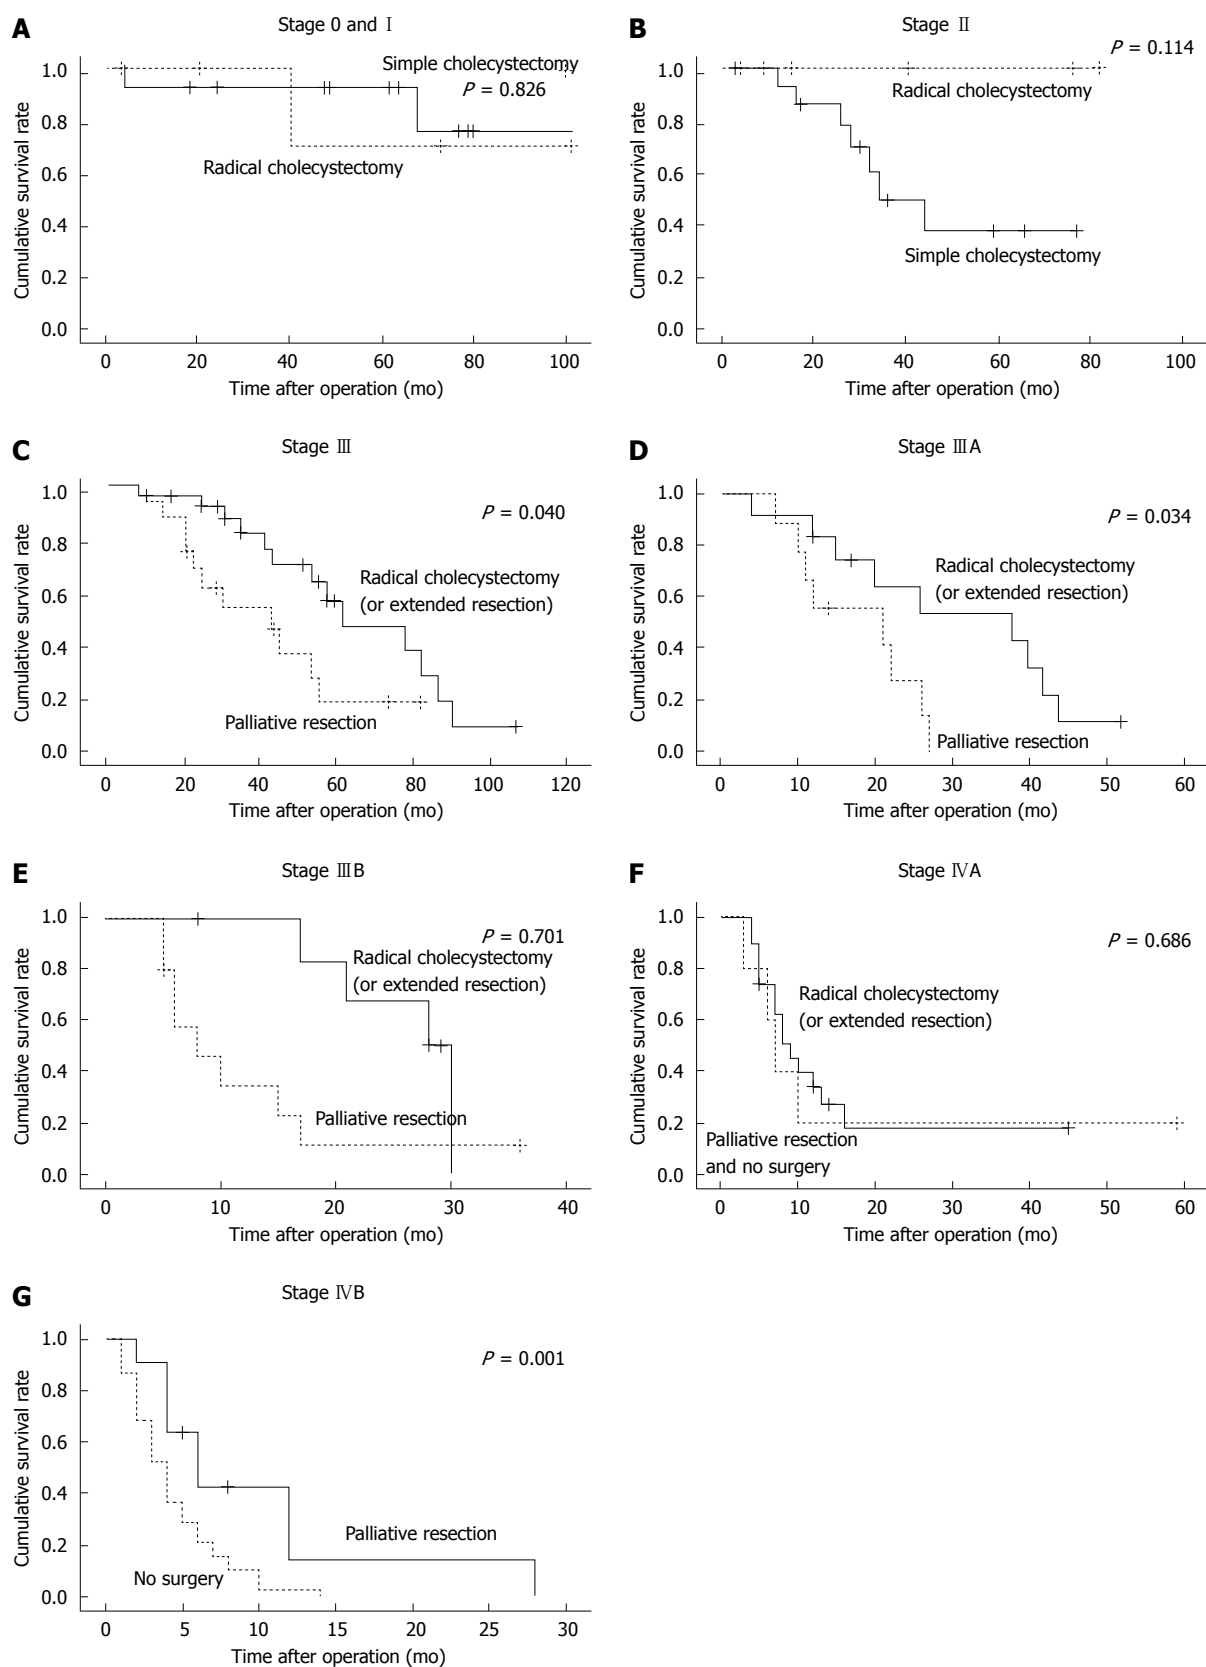 A
Stage 0 and Ⅰ
1.0
0.8
0.6
0.4
0.2
0.0
Cumulative survival rate
Simple cholecystectomy
P = 0.826
Radical cholecystectomy
0 20 40 60 80 100
Time after operation (mo)
B
Stage Ⅱ
P = 0.114
1.0
0.8
0.6
0.4
0.2
0.0
Cumulative survival rate
Radical cholecystectomy
Simple cholecystectomy
0 20 40 60 80 100
Time after operation (mo)
C
Stage Ⅲ
1.0
0.8
0.6
0.4
0.2
0.0
Cumulative survival rate
P = 0.040
Radical cholecystectomy
(or extended resection)
Palliative resection
0 20 40 60 80 100 120
Time after operation (mo)
D
Stage ⅢA
1.0
0.8
0.6
0.4
0.2
0.0
Cumulative survival rate
P = 0.034
Radical cholecystectomy
(or extended resection)
Palliative resection
0 10 20 30 40 50 60
Time after operation (mo)
E
Stage ⅢB
1.0
0.8
0.6
0.4
0.2
0.0
Cumulative survival rate
P = 0.701
Radical cholecystectomy
(or extended resection)
Palliative resection
0 10 20 30 40
Time after operation (mo)
F
Stage ⅣA
1.0
0.8
0.6
0.4
0.2
0.0
Cumulative survival rate
P = 0.686
Radical cholecystectomy
(or extended resection)
Palliative resection
and no surgery
0 10 20 30 40 50 60
Time after operation (mo)
G
Stage ⅣB
1.0
0.8
0.6
0.4
0.2
0.0
Cumulative survival rate
P = 0.001
Palliative resection
No surgery
0 5 10 15 20 25 30
Time after operation (mo)